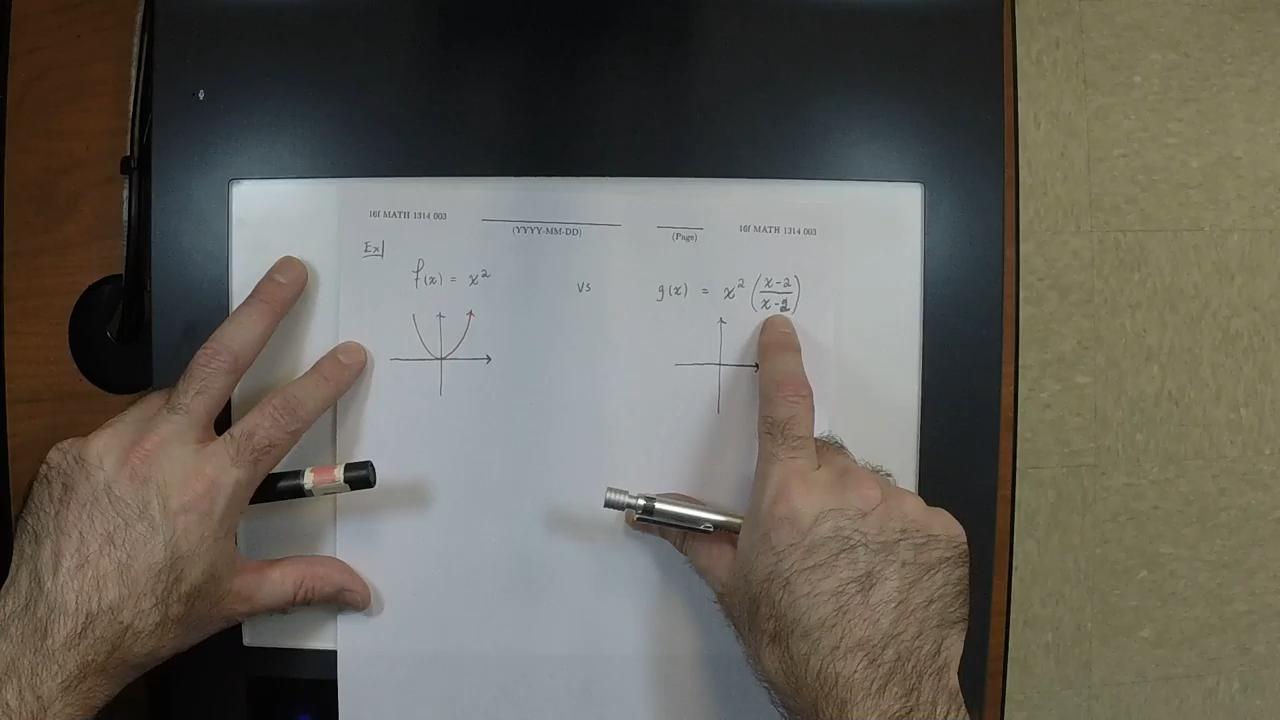 16f MATH 1314 003 (YYYY-MM-DD) (Page) 16f MATH 1314 003
Ex|
f(x) = x² vs g(x) = x² (x-2 / x-2)